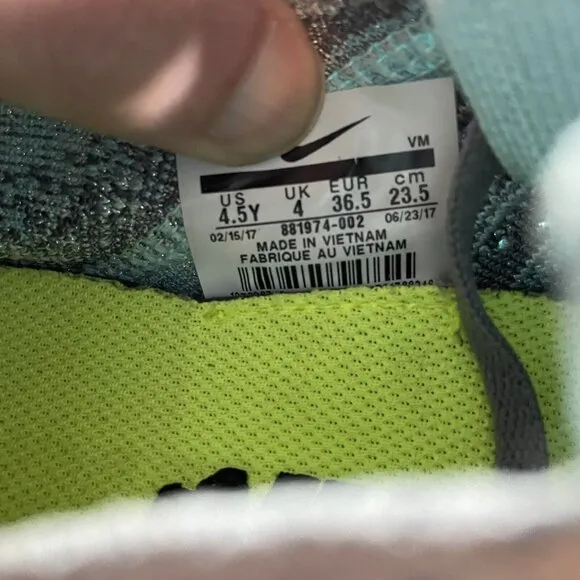 VM
US UK EUR cm
4.5Y 4 36.5 23.5
02/15/17 881974-002 06/23/17
MADE IN VIETNAM
FABRIQUE AU VIETNAM